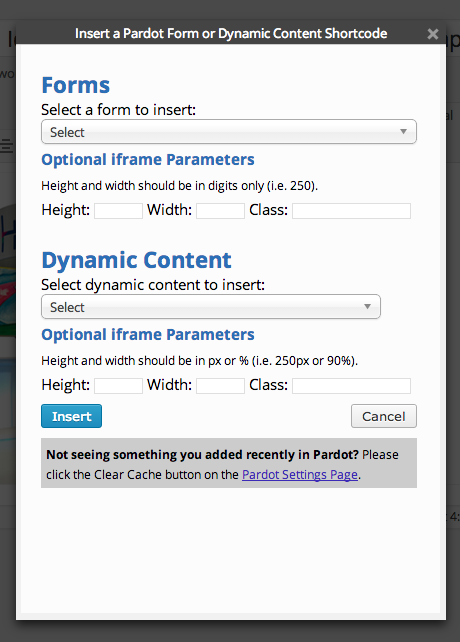 Insert a Pardot Form or Dynamic Content Shortcode
Forms
Select a form to insert:
Select
Optional iframe Parameters
Height and width should be in digits only (i.e. 250).
Height: Width: Class:
Dynamic Content
Select dynamic content to insert:
Select
Optional iframe Parameters
Height and width should be in px or % (i.e. 250px or 90%).
Height: Width: Class:
Insert Cancel
Not seeing something you added recently in Pardot? Please
click the Clear Cache button on the Pardot Settings Page.